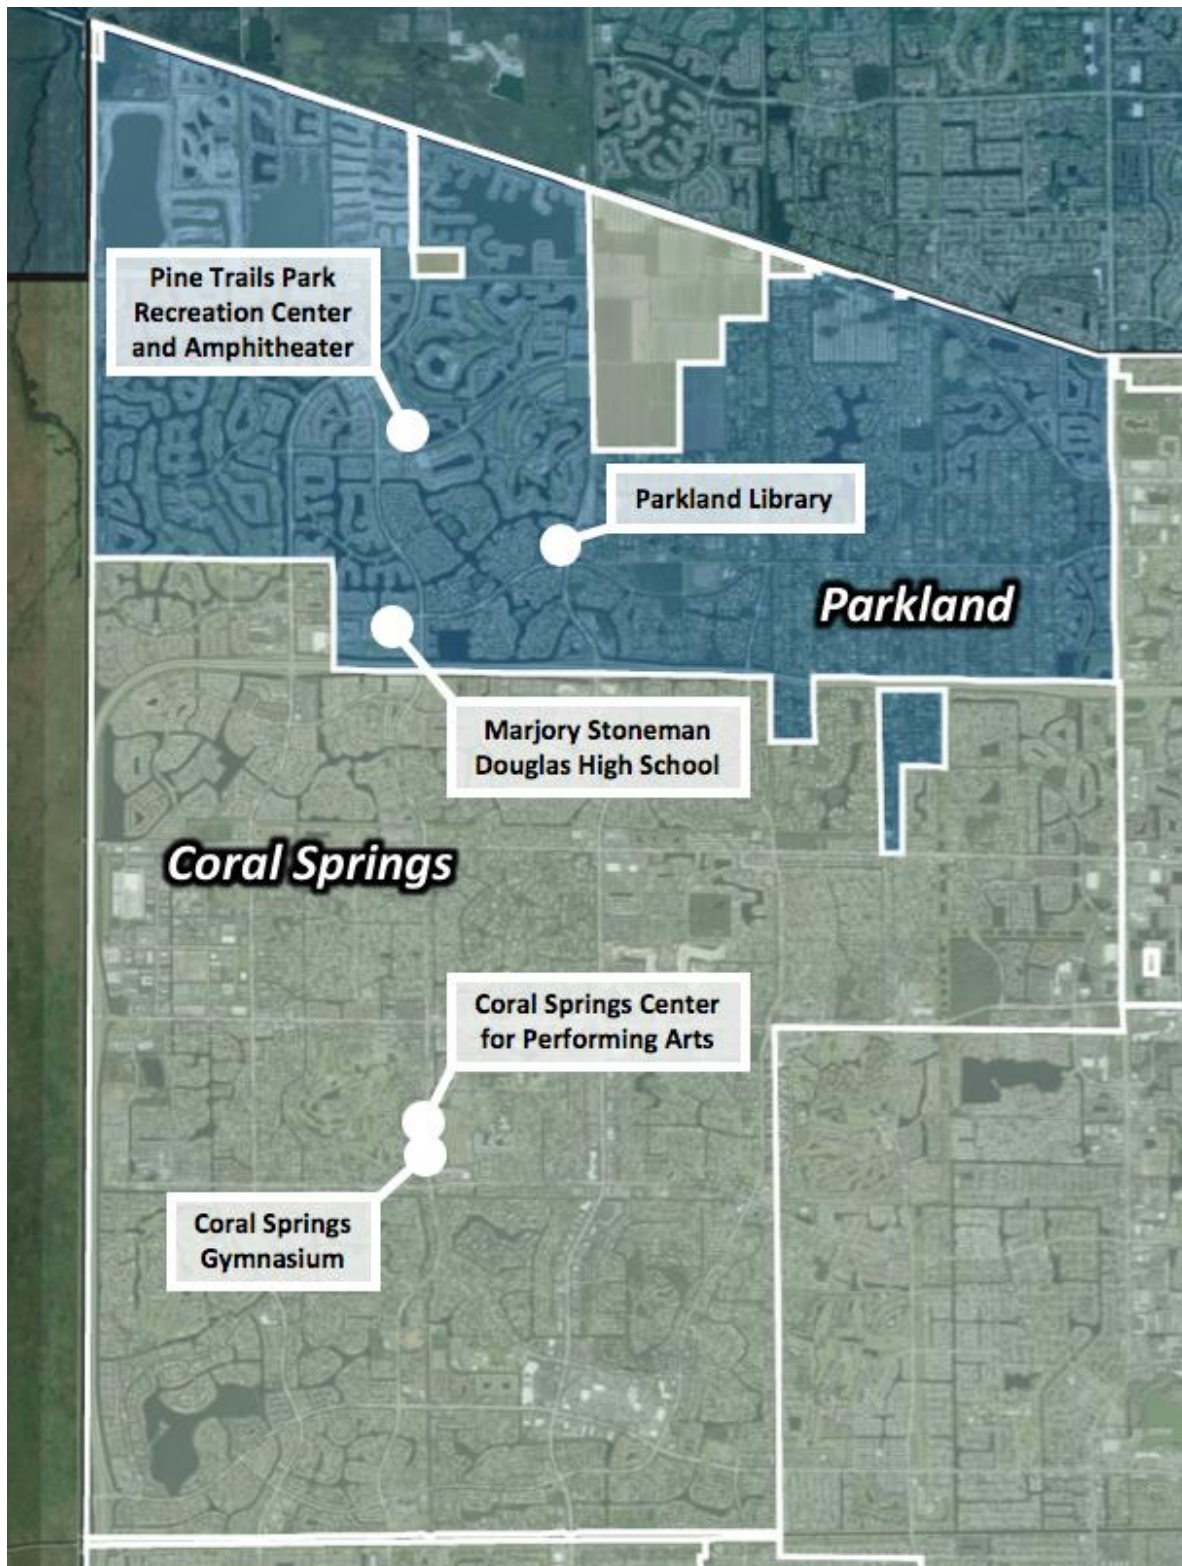 Pine Trails Park
Recreation Center
and Amphitheater
Parkland Library
Parkland
Marjory Stoneman
Douglas High School
Coral Springs
Coral Springs Center
for Performing Arts
Coral Springs
Gymnasium